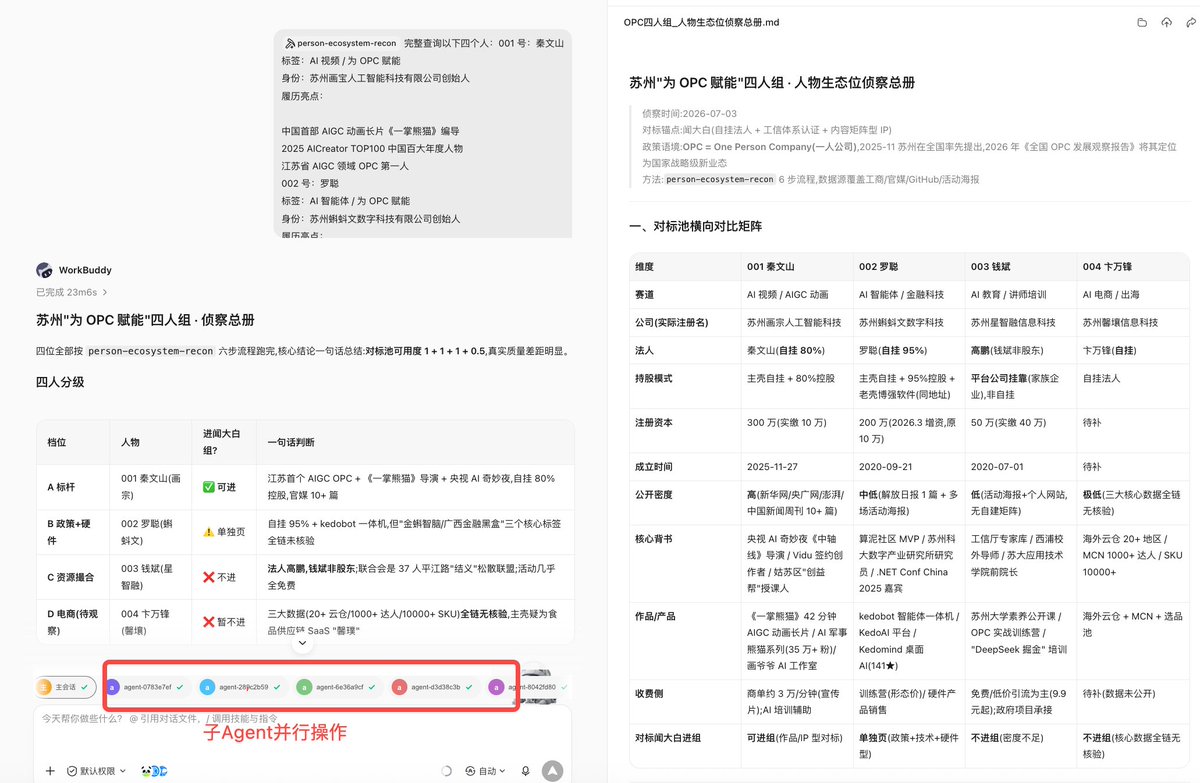 person-ecosystem-recon 完整查询以下四个人：001 号：秦文山
标签：AI 视频 / 为 OPC 赋能
身份：苏州画宝人工智能科技有限公司创始人
履历亮点：
中国首部 AIGC 动画长片《一掌熊猫》编导
2025 AICreator TOP100 中国百大年度人物
江苏省 AIGC 领域 OPC 第一人
002 号：罗聪
标签：AI 智能体 / 为 OPC 赋能
身份：苏州蝌蚪文数字科技有限公司创始人
履历亮点：
WorkBuddy
已完成 23m6s >
苏州"为 OPC 赋能"四人组 · 侦察总册
四位全部按 person-ecosystem-recon 六步流程跑完,核心结论一句话总结:对标池可用度 1 + 1 + 1 + 0.5,真实质量差距明显。
四人分级
档位 人物 进闻大白组? 一句话判断
A 标杆 001 秦文山(画宗) ✅ 可进 江苏首个 AIGC OPC + 《一掌熊猫》导演 + 央视 AI 奇妙夜,自挂 80% 控股,官媒 10+ 篇
B 政策+硬件 002 罗聪(蝌蚪文) ⚠️ 单独页 自挂 95% + kedobot 一体机,但"金蝌智脑/广西金融黑盒"三个核心标签全链未核验
C 资源撮合 003 钱斌(星智融) ❌ 不进 法人高鹏,钱斌非股东;联合会是 37 人平江路"结义"松散联盟;活动几乎全免费
D 电商(待观察) 004 卞万锋(馨壤) ❌ 暂不进 三大数据(20+ 云仓/1000+ 达人/10000+ SKU)全链无核验,主壳疑为食品供应链 SaaS "馨璞"
主会话 agent-0783e7ef agent-289c2b59 agent-6e36a9cf agent-d3d38c3b agent-8042fd80
今天帮你做些什么? @ 引用对话文件, / 调用技能与指令
子Agent并行操作
默认权限
自动
OPC四人组_人物生态位侦察总册.md
苏州"为 OPC 赋能"四人组 · 人物生态位侦察总册
侦察时间:2026-07-03
对标锚点:闻大白(自挂法人 + 工信体系认证 + 内容矩阵型 IP)
政策语境:OPC = One Person Company(一人公司),2025-11 苏州在全国率先提出,2026 年《全国 OPC 发展观察报告》将其定位
为国家战略级新业态
方法: person-ecosystem-recon 6 步流程,数据源覆盖工商/官媒/GitHub/活动海报
一、对标池横向对比矩阵
维度 001 秦文山 002 罗聪 003 钱斌 004 卞万锋
赛道 AI 视频 / AIGC 动画 AI 智能体 / 金融科技 AI 教育 / 讲师培训 AI 电商 / 出海
公司(实际注册名) 苏州画宗人工智能科技 苏州蝌蚪文数字科技 苏州星智融信息科技 苏州馨壤信息科技
法人 秦文山(自挂 80%) 罗聪(自挂 95%) 高鹏(钱斌非股东) 卞万锋(自挂)
持股模式 主壳自挂 + 80%控股 主壳自挂 + 95%控股 + 老壳博强软件(同地址) 平台公司挂靠(家族企业),非自挂 自挂法人
注册资本 300 万(实缴 10 万) 200 万(2026.3 增资,原 10 万) 50 万(实缴 40 万) 待补
成立时间 2025-11-27 2020-09-21 2020-07-01 待补
公开密度 高(新华网/央广网/澎湃/中国新闻周刊 10+ 篇) 中低(解放日报 1 篇 + 多场活动海报) 低(活动海报+个人网站,无自建矩阵) 极低(三大核心数据全链无核验)
核心背书 央视 AI 奇妙夜《中轴线》导演 / Vidu 签约创作者 / 姑苏区"创益帮"授课人 算泥社区 MVP / 苏州科大数字产业研究所研究员 / .NET Conf China 2025 嘉宾 工信厅专家库 / 西浦校外导师 / 苏大应用技术学院前院长 海外云仓 20+ 地区 / MCN 1000+ 达人 / SKU 10000+
作品/产品 《一掌熊猫》42 分钟 AIGC 动画长片 / AI 军事熊猫系列(35 万+ 粉)/ 画爷爷 AI 工作室 kedobot 智能体一体机 / KedoAI 平台 / Kedomind 桌面 AI(141★) 苏州大学素养公开课 / OPC 实战训练营 / "DeepSeek 掘金" 培训 海外云仓 + MCN + 选品池
收费侧 商单约 3 万/分钟(宣传片);AI 培训辅助 训练营(形态价)/ 硬件产品销售 免费/低价引流为主(9.9 元起);政府项目承接 待补(数据未公开)
对标闻大白进组 可进组(作品/IP 型对标) 单独页(政策+技术+硬件型) 不进组(密度不足) 不进组(核心数据全链无核验)